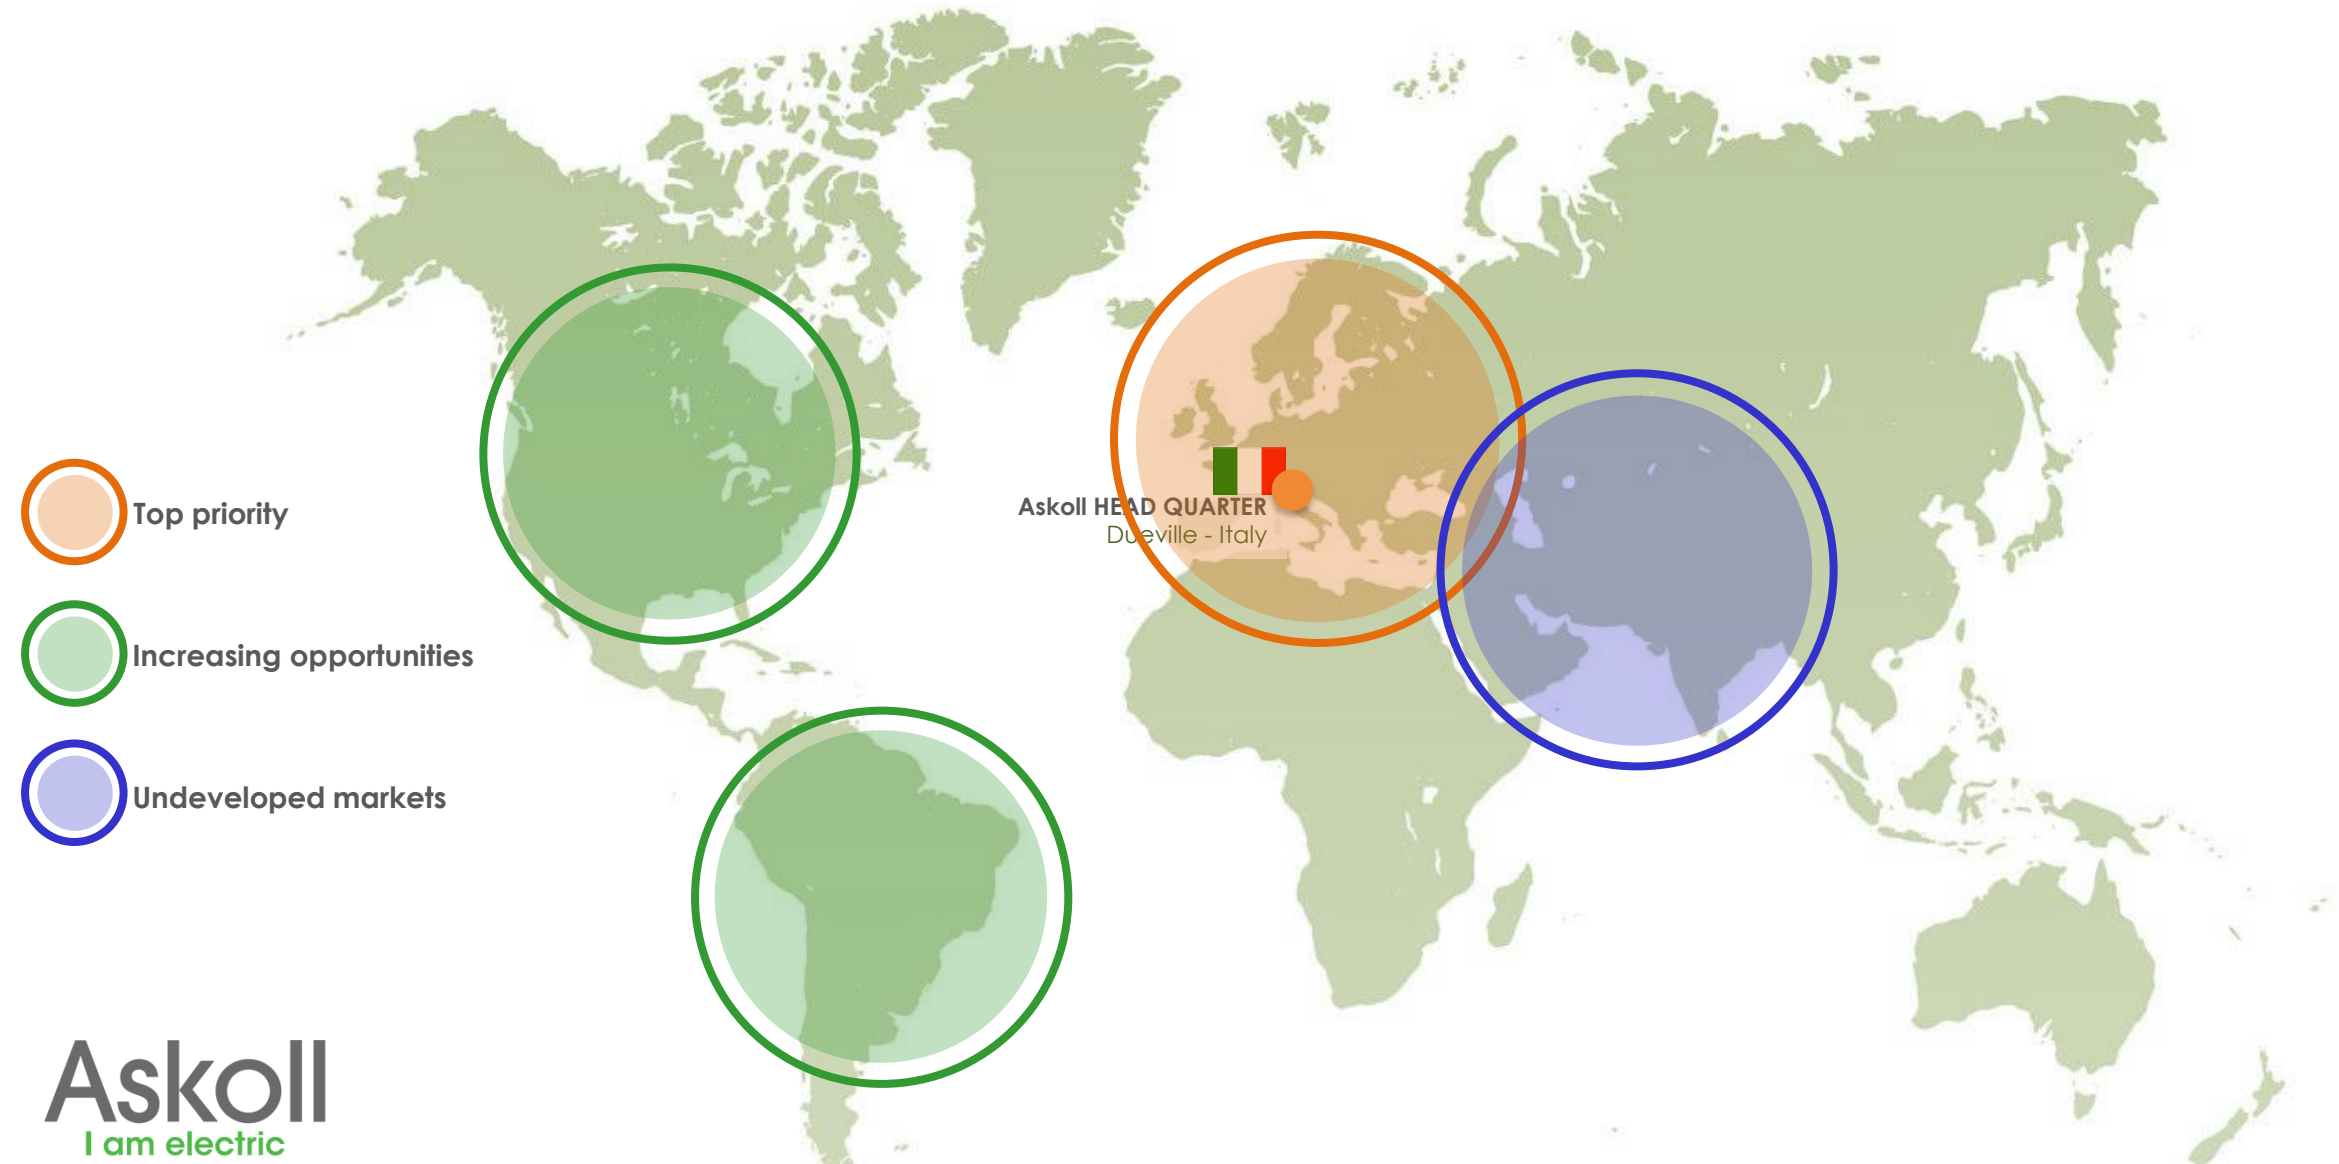 Askoll HEAD QUARTER
Dueville - Italy
Top priority
Increasing opportunities
Undeveloped markets
Askoll
I am electric